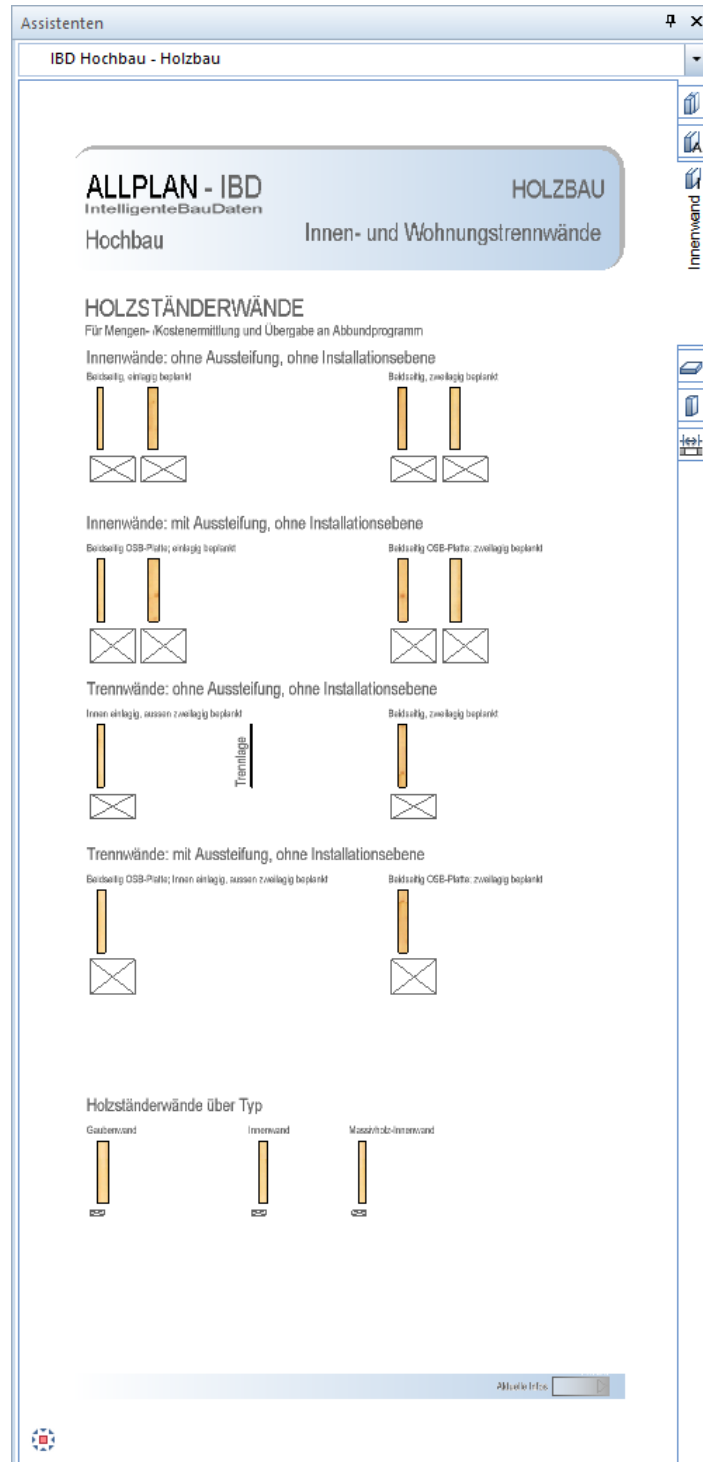 Assistenten
IBD Hochbau - Holzbau
ALLPLAN - IBD
IntelligenteBauDaten
Hochbau
HOLZBAU
Innen- und Wohnungstrennwände
Innenwand
HOLZSTÄNDERWÄNDE
Für Mengen- /Kostenermittlung und Übergabe an Abbundprogramm
Innenwände: ohne Aussteifung, ohne Installationsebene
Beidseitig, einlagig beplankt
Beidseitig, zweilagig beplankt
Innenwände: mit Aussteifung, ohne Installationsebene
Beidseitig OSB-Platte; einlagig beplankt
Beidseitig OSB-Platte; zweilagig beplankt
Trennwände: ohne Aussteifung, ohne Installationsebene
Innen einlagig, aussen zweilagig beplankt
Trennlage
Beidseitig, zweilagig beplankt
Trennwände: mit Aussteifung, ohne Installationsebene
Beidseitig OSB-Platte; Innen einlagig, aussen zweilagig beplankt
Beidseitig OSB-Platte; zweilagig beplankt
Holzständerwände über Typ
Gaubenwand
Innenwand
Massivholz-Innenwand
Aktuelle Infos